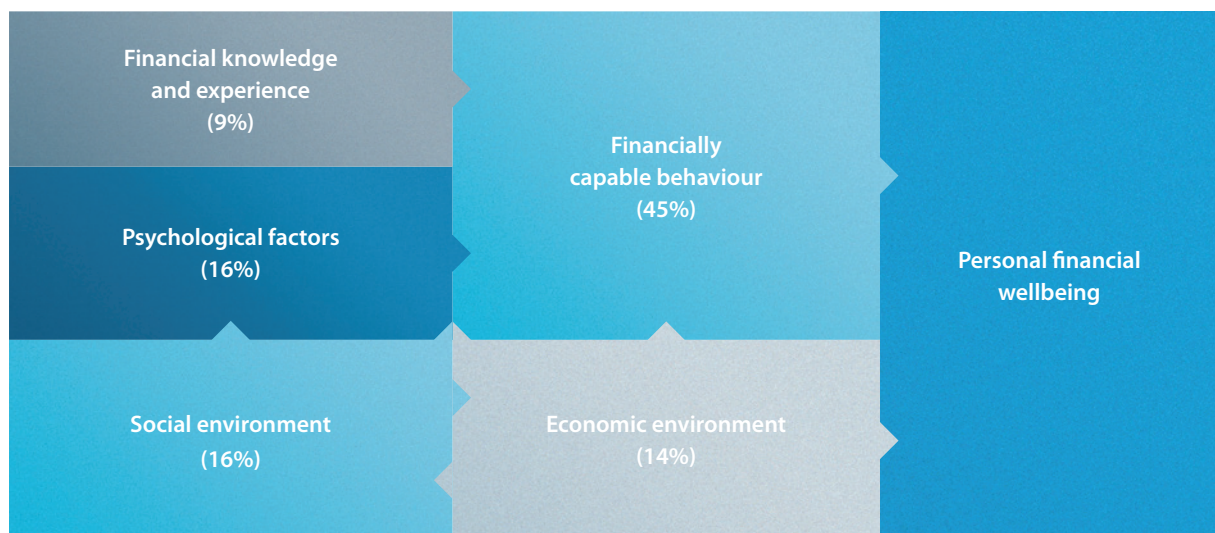 Financial knowledge
and experience
(9%)
Psychological factors
(16%)
Social environment
(16%)
Financially
capable behaviour
(45%)
Economic environment
(14%)
Personal financial
wellbeing